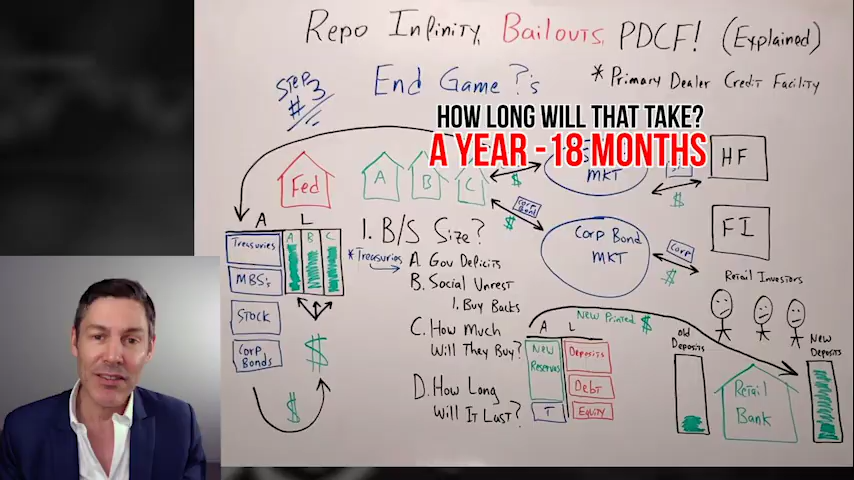 Repo Infinity, Bailouts, PDCF! (Explained)
STEP #3
End Game?'s
* Primary Dealer Credit Facility
HOW LONG WILL THAT TAKE?
A YEAR - 18 MONTHS
Fed
A
B
C
MKT
$
$
HF
Corp Bond
$
Corp Bond
MKT
Corp
$
FI
A L
Treasuries
MBS's
STOCK
Corp
Bonds
A B C
$
$
1. B/S Size?
* Treasuries
A. Gov Deficits
B. Social Unrest
1. Buy Backs
C. How Much
Will They Buy?
D. How Long
Will It Last?
Retail Investors
New Printed $
A L
New
Reserves
T
Deposits
Debt
Equity
Old
Deposits
Retail
Bank
New
Deposits